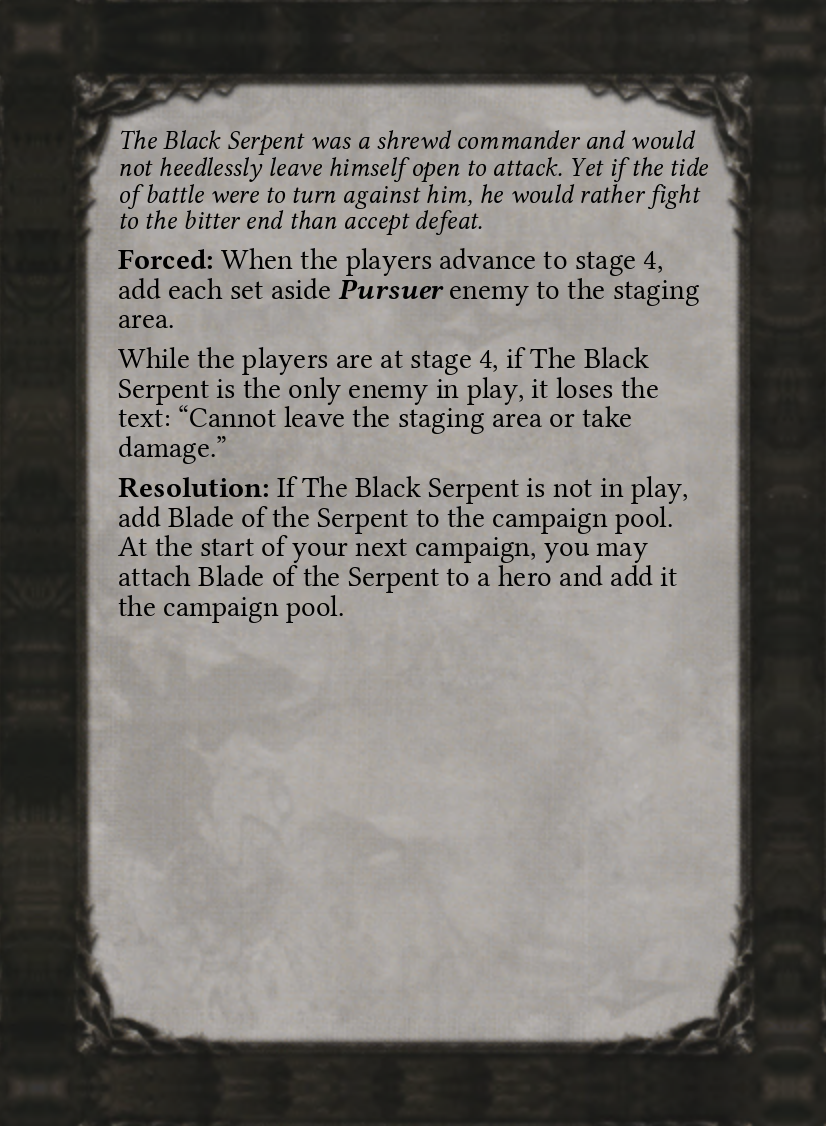 The Black Serpent was a shrewd commander and would
not heedlessly leave himself open to attack. Yet if the tide
of battle were to turn against him, he would rather fight
to the bitter end than accept defeat.
Forced: When the players advance to stage 4,
add each set aside Pursuer enemy to the staging
area.
While the players are at stage 4, if The Black
Serpent is the only enemy in play, it loses the
text: “Cannot leave the staging area or take
damage.”
Resolution: If The Black Serpent is not in play,
add Blade of the Serpent to the campaign pool.
At the start of your next campaign, you may
attach Blade of the Serpent to a hero and add it
the campaign pool.